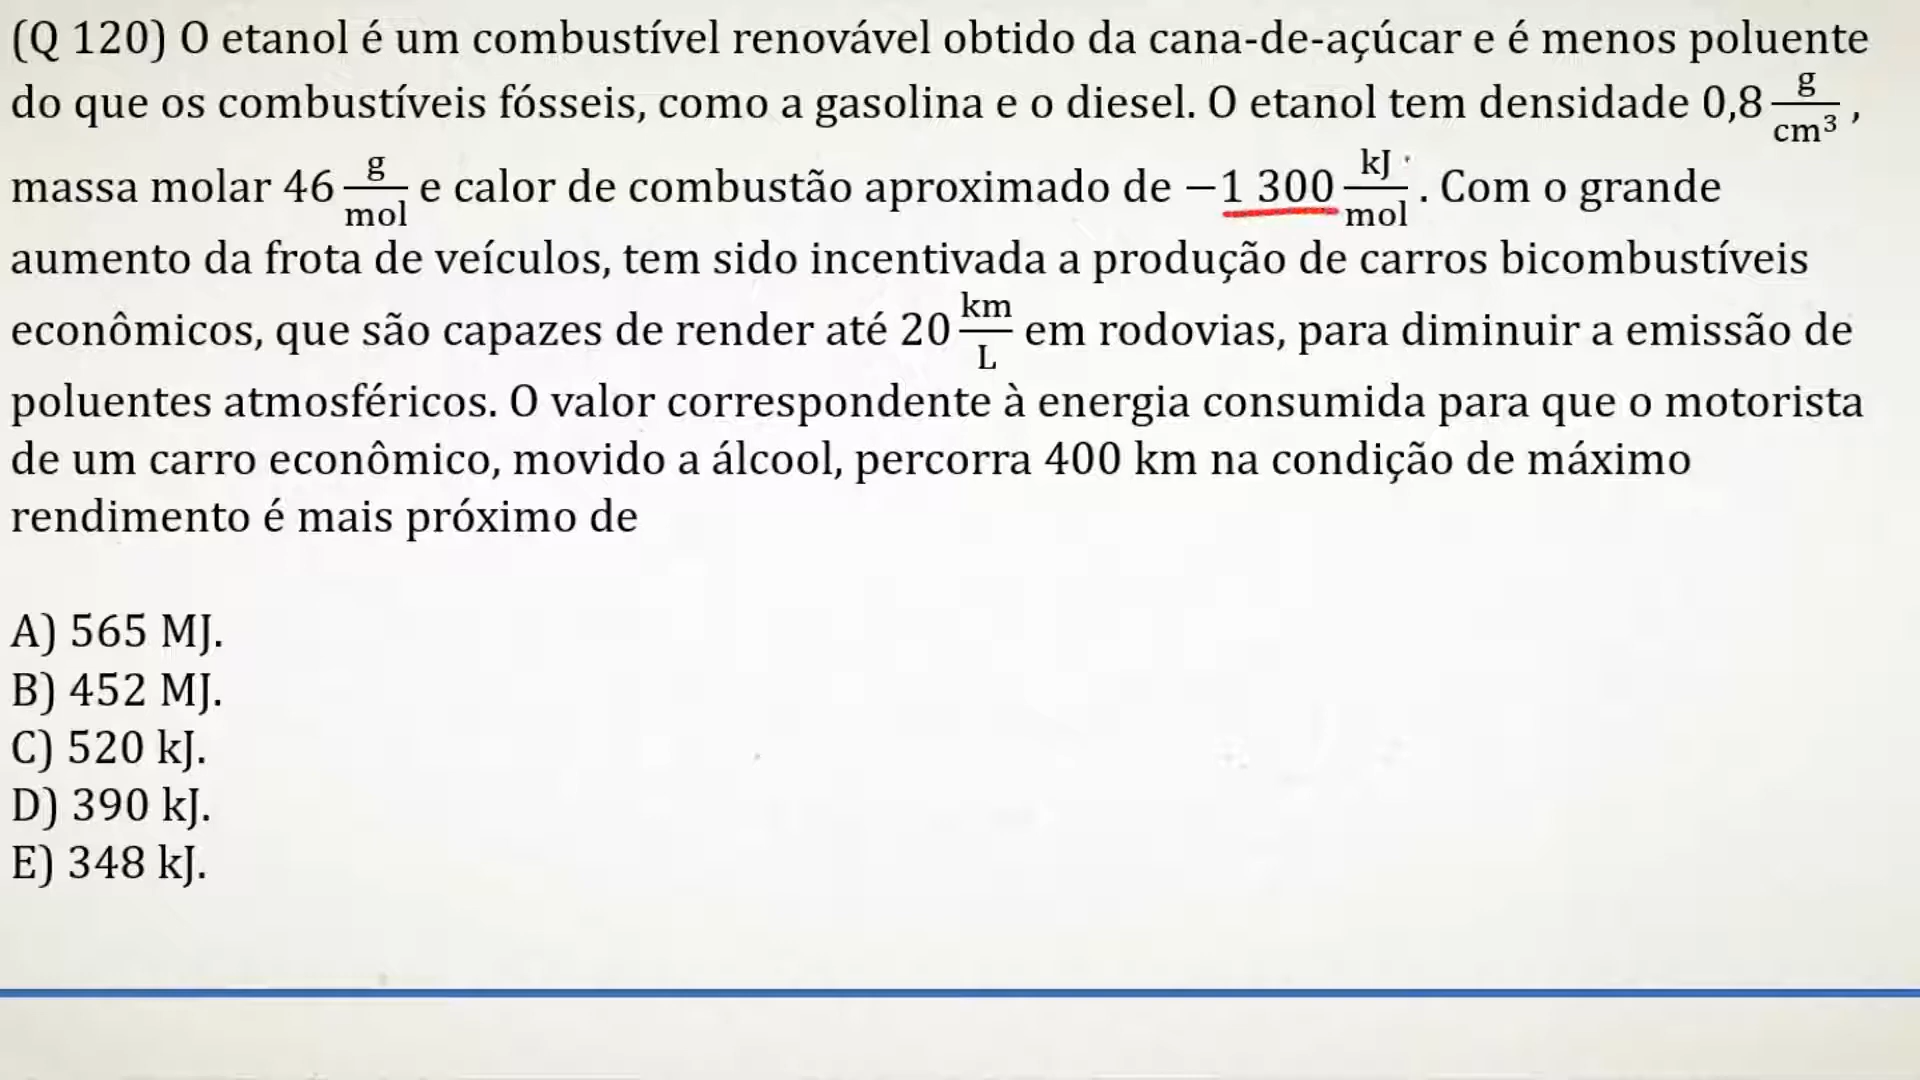 (Q 120) O etanol é um combustível renovável obtido da cana-de-açúcar e é menos poluente
do que os combustíveis fósseis, como a gasolina e o diesel. O etanol tem densidade 0,8 g/cm³,
massa molar 46 g/mol e calor de combustão aproximado de −1 300 kJ/mol. Com o grande
aumento da frota de veículos, tem sido incentivada a produção de carros bicombustíveis
econômicos, que são capazes de render até 20 km/L em rodovias, para diminuir a emissão de
poluentes atmosféricos. O valor correspondente à energia consumida para que o motorista
de um carro econômico, movido a álcool, percorra 400 km na condição de máximo
rendimento é mais próximo de
A) 565 MJ.
B) 452 MJ.
C) 520 kJ.
D) 390 kJ.
E) 348 kJ.